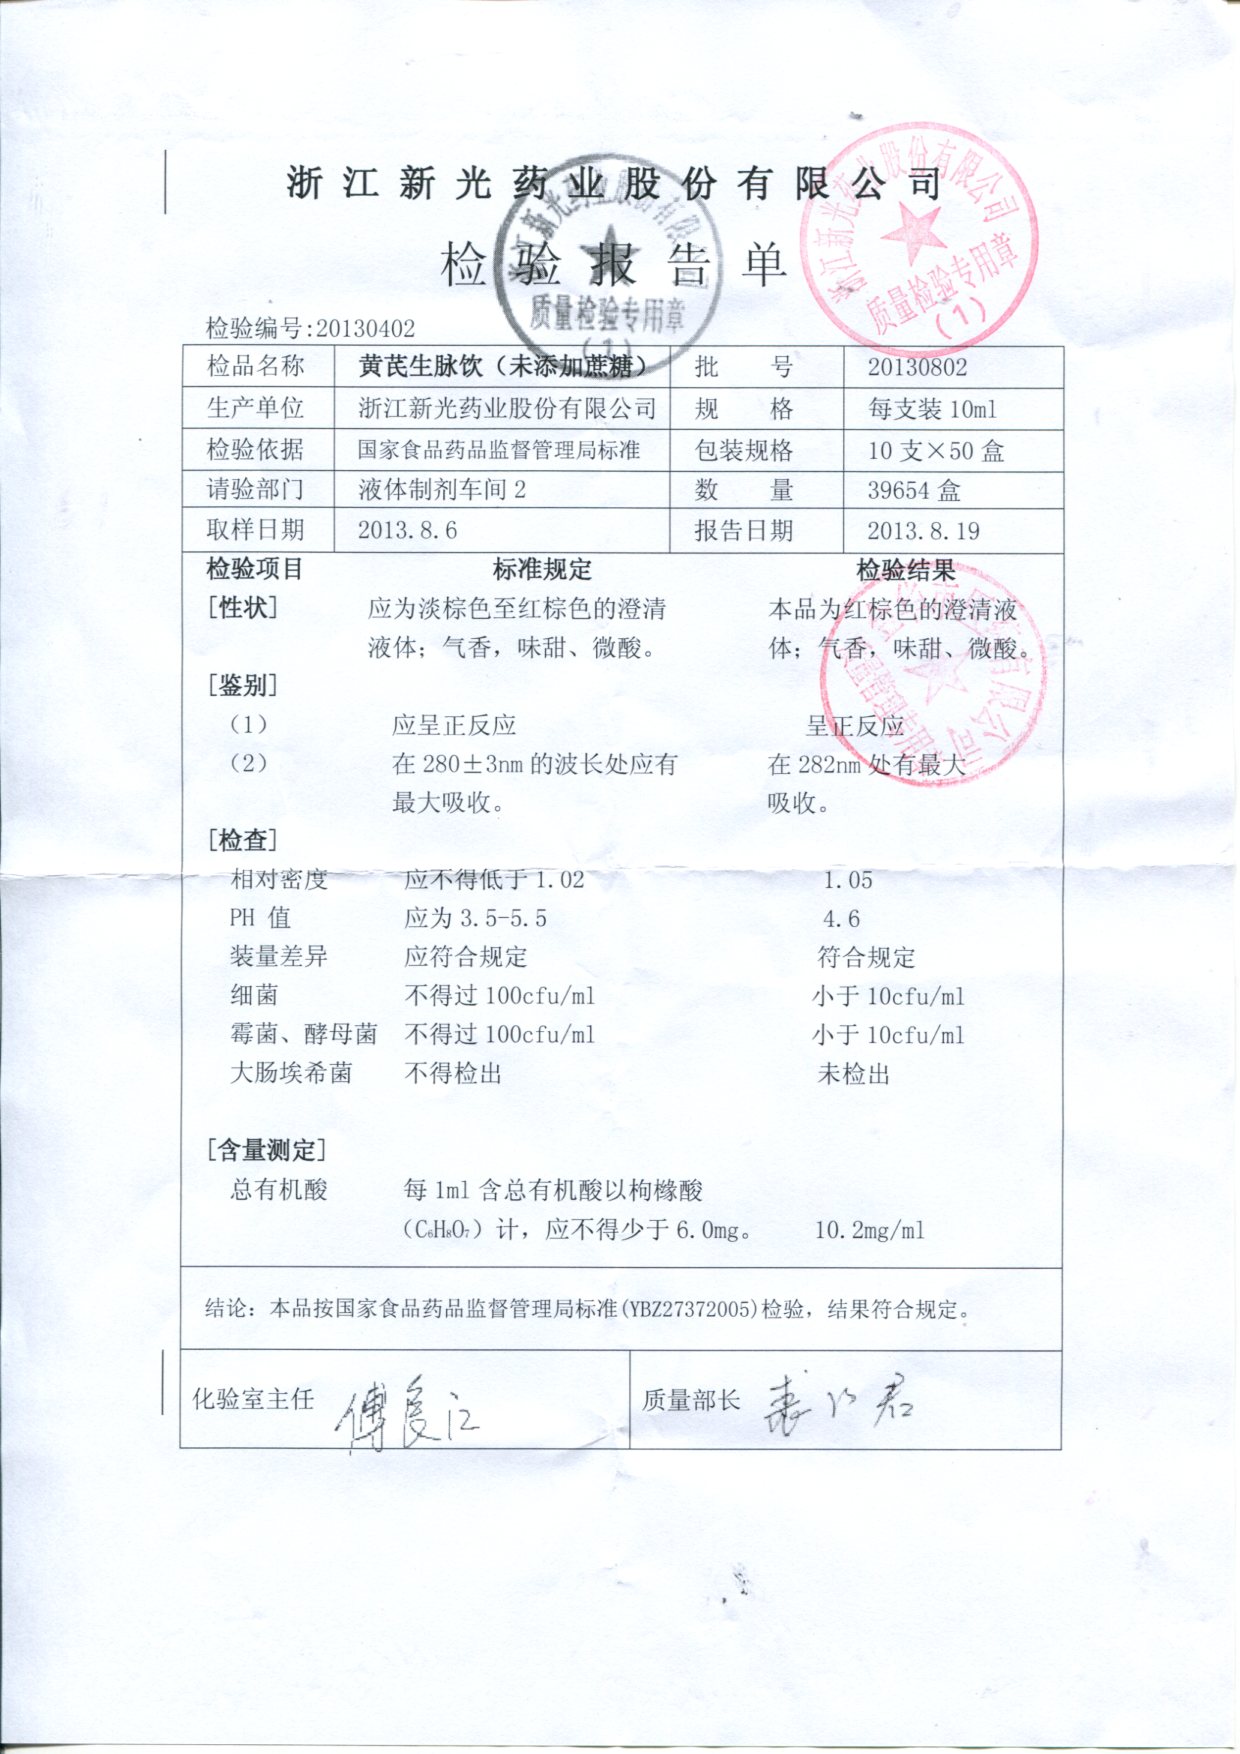 浙江新光药业股份有限公司
检验报告单
浙江新光药业股份有限公司
质量检验专用章
(1)
浙江新光药业股份有限公司
质量检验专用章
(1)
检验编号:20130402
检品名称 黄芪生脉饮（未添加蔗糖） 批 号 20130802
生产单位 浙江新光药业股份有限公司 规 格 每支装10ml
检验依据 国家食品药品监督管理局标准 包装规格 10支×50盒
请验部门 液体制剂车间2 数 量 39654盒
取样日期 2013.8.6 报告日期 2013.8.19
检验项目 标准规定 检验结果
[性状] 应为淡棕色至红棕色的澄清 本品为红棕色的澄清液
液体；气香，味甜、微酸。 体；气香，味甜、微酸。
[鉴别]
（1） 应呈正反应 呈正反应
（2） 在280±3nm的波长处应有 在282nm处有最大
最大吸收。 吸收。
[检查]
相对密度 应不得低于1.02 1.05
PH 值 应为3.5-5.5 4.6
装量差异 应符合规定 符合规定
细菌 不得过100cfu/ml 小于10cfu/ml
霉菌、酵母菌 不得过100cfu/ml 小于10cfu/ml
大肠埃希菌 不得检出 未检出
[含量测定]
总有机酸 每1ml含总有机酸以枸橼酸
（C₆H₈O₇）计，应不得少于6.0mg。 10.2mg/ml
结论：本品按国家食品药品监督管理局标准(YBZ27372005)检验，结果符合规定。
化验室主任 质量部长